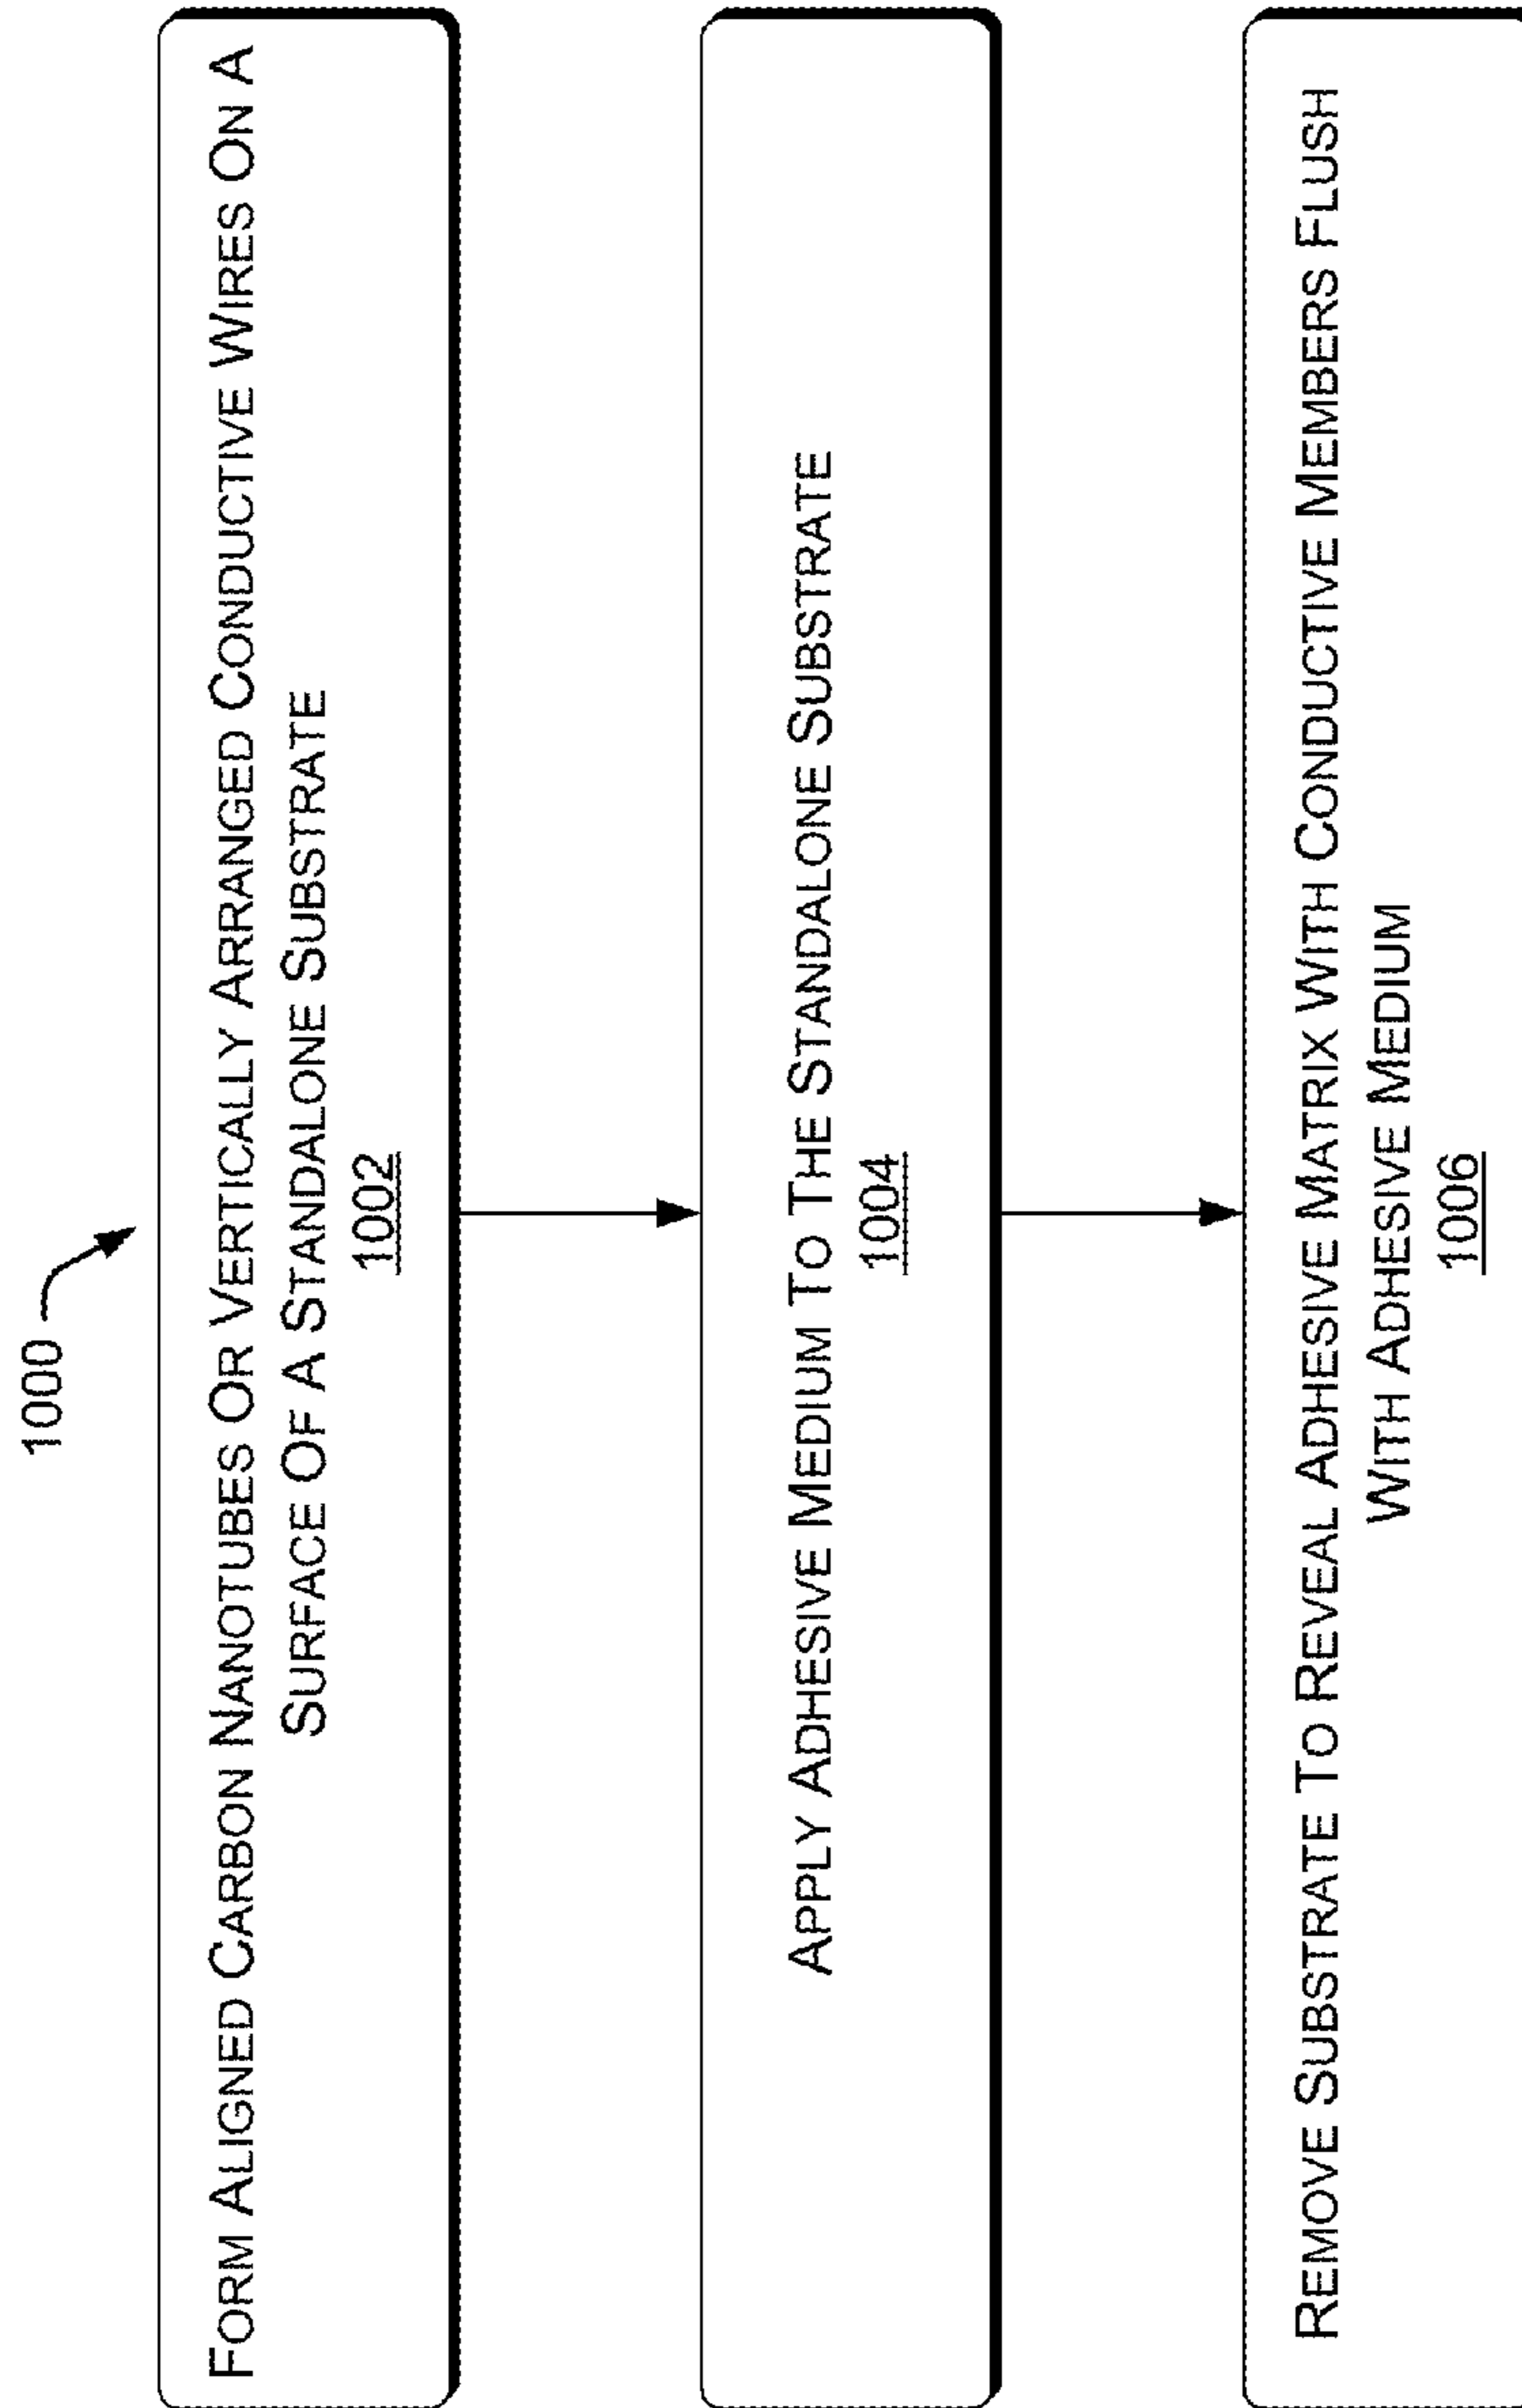 1000
FORM ALIGNED CARBON NANOTUBES OR VERTICALLY ARRANGED CONDUCTIVE WIRES ON A
SURFACE OF A STANDALONE SUBSTRATE
1002
APPLY ADHESIVE MEDIUM TO THE STANDALONE SUBSTRATE
1004
REMOVE SUBSTRATE TO REVEAL ADHESIVE MATRIX WITH CONDUCTIVE MEMBERS FLUSH
WITH ADHESIVE MEDIUM
1006